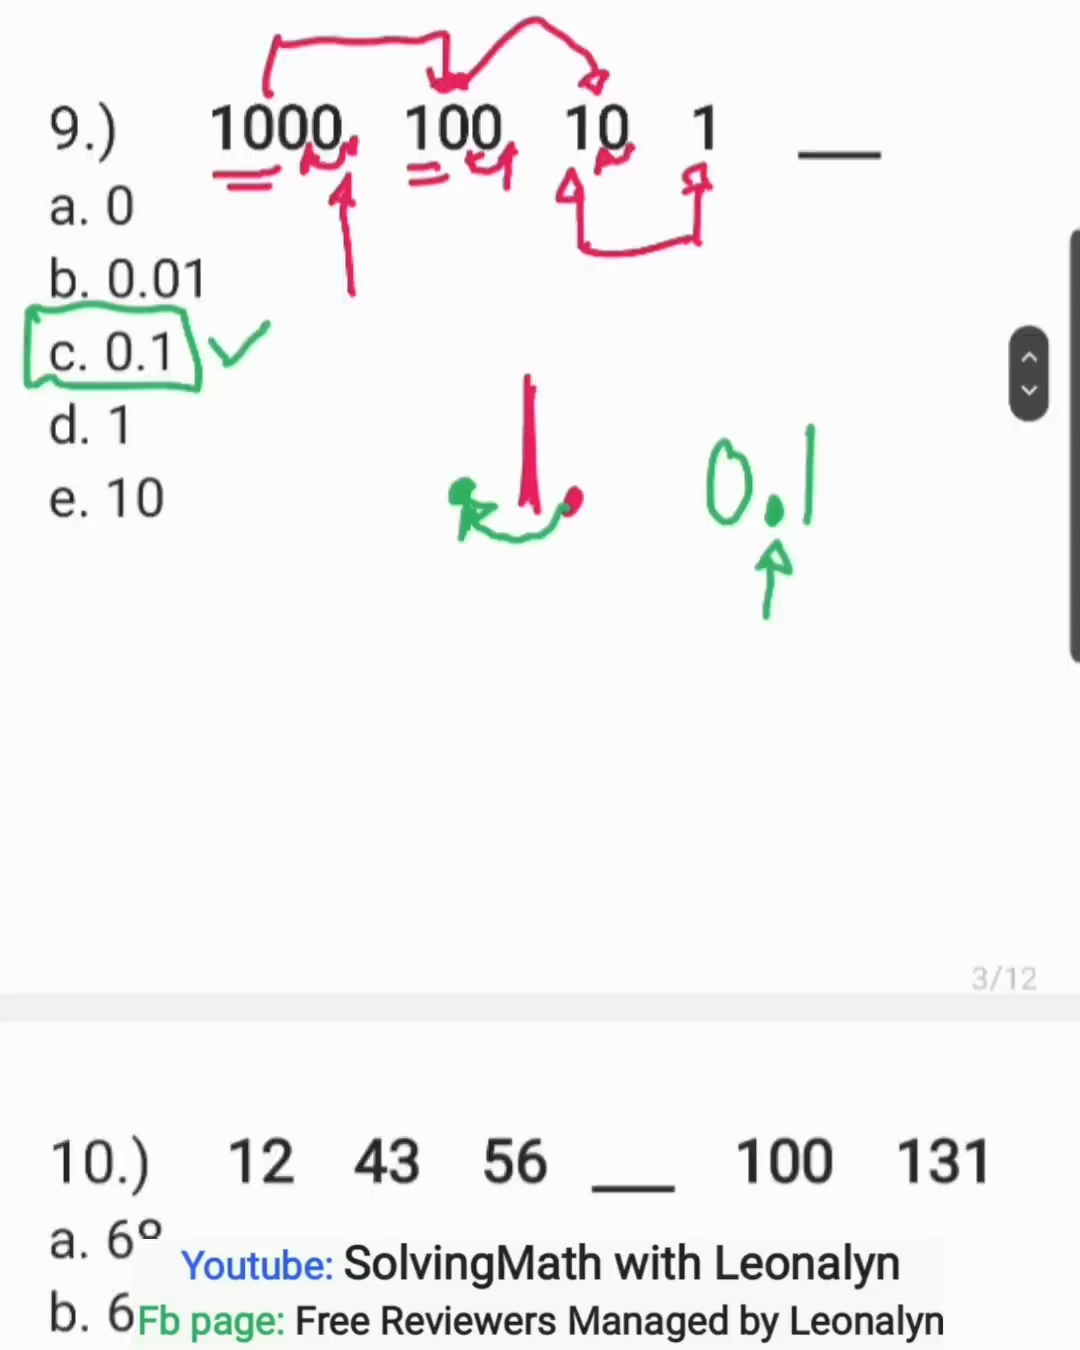 9.) 1000, 100, 10, 1 ___
a. 0
b. 0.01
c. 0.1
d. 1
e. 10
1
0.1
3/12
10.) 12 43 56 ___ 100 131
a.
b.
Youtube: SolvingMath with Leonalyn
Fb page: Free Reviewers Managed by Leonalyn